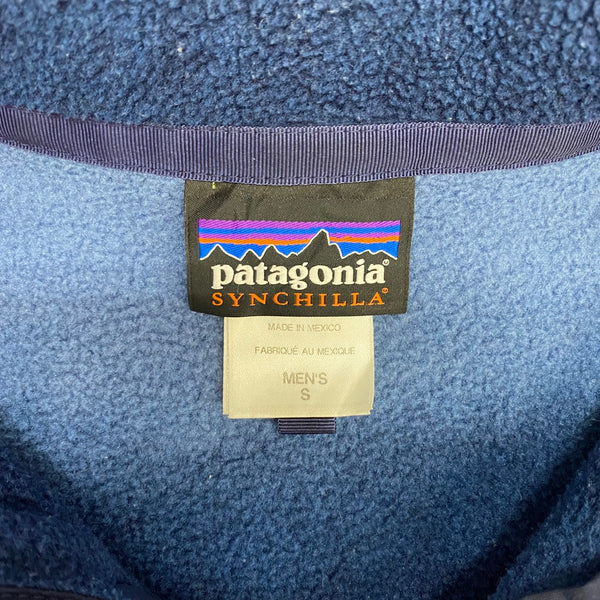 patagonia®
SYNCHILLA®
MADE IN MEXICO
FABRIQUÉ AU MEXIQUE
MEN'S
S